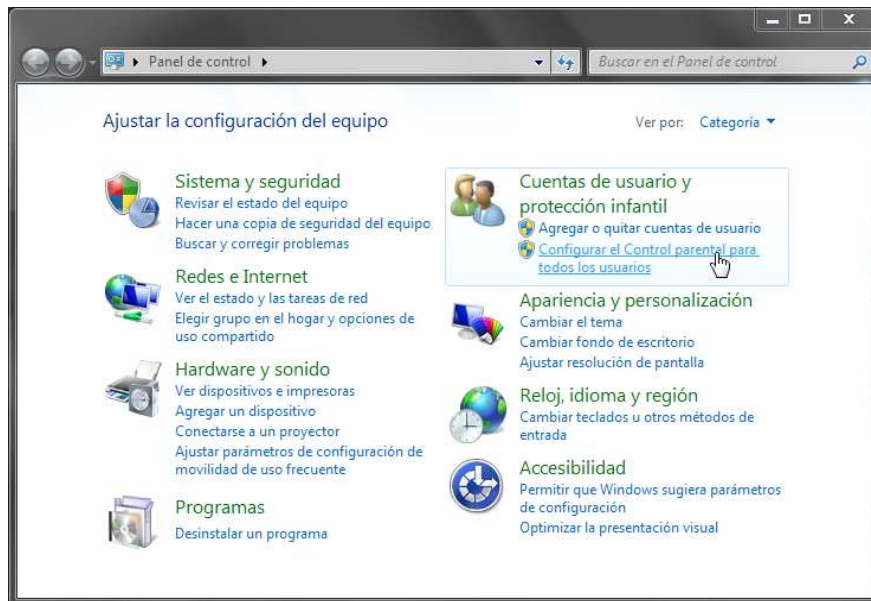 Panel de control
Buscar en el Panel de control
Ajustar la configuración del equipo
Ver por: Categoría
Sistema y seguridad
Revisar el estado del equipo
Hacer una copia de seguridad del equipo
Buscar y corregir problemas
Redes e Internet
Ver el estado y las tareas de red
Elegir grupo en el hogar y opciones de
uso compartido
Hardware y sonido
Ver dispositivos e impresoras
Agregar un dispositivo
Conectarse a un proyector
Ajustar parámetros de configuración de
movilidad de uso frecuente
Programas
Desinstalar un programa
Cuentas de usuario y
protección infantil
Agregar o quitar cuentas de usuario
Configurar el Control parental para
todos los usuarios
Apariencia y personalización
Cambiar el tema
Cambiar fondo de escritorio
Ajustar resolución de pantalla
Reloj, idioma y región
Cambiar teclados u otros métodos de
entrada
Accesibilidad
Permitir que Windows sugiera parámetros
de configuración
Optimizar la presentación visual